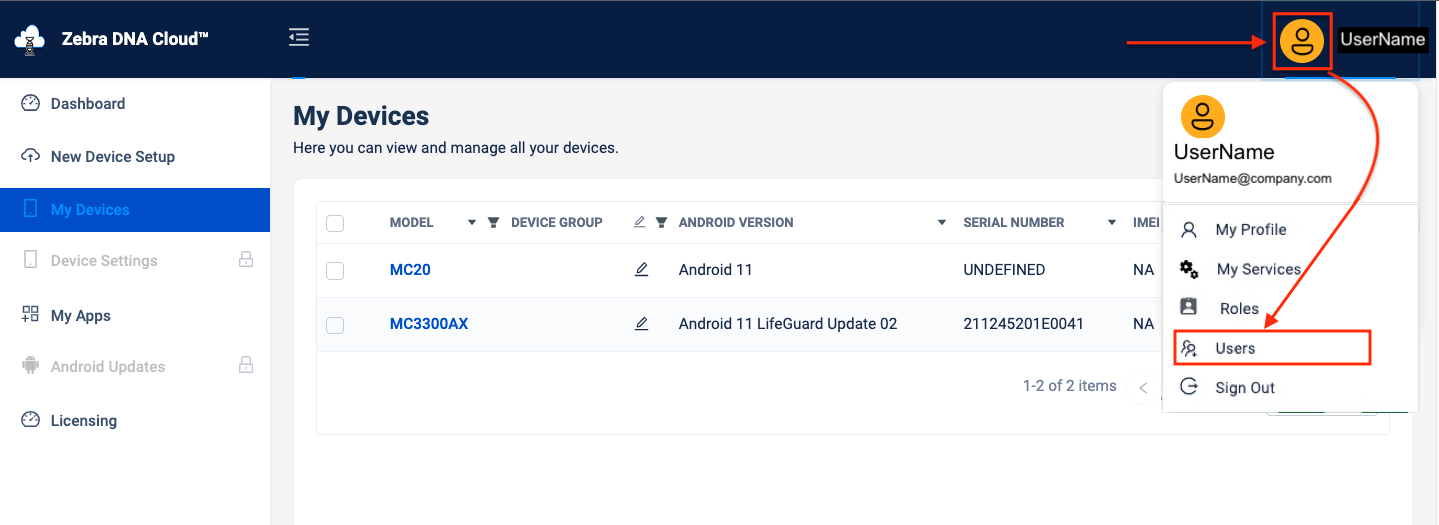 Zebra DNA Cloud™
UserName
Dashboard
New Device Setup
My Devices
Device Settings
My Apps
Android Updates
Licensing
My Devices
Here you can view and manage all your devices.
MODEL DEVICE GROUP ANDROID VERSION SERIAL NUMBER IMEI
MC20 Android 11 UNDEFINED NA
MC3300AX Android 11 LifeGuard Update 02 211245201E0041 NA
1-2 of 2 items
UserName
UserName@company.com
My Profile
My Services
Roles
Users
Sign Out